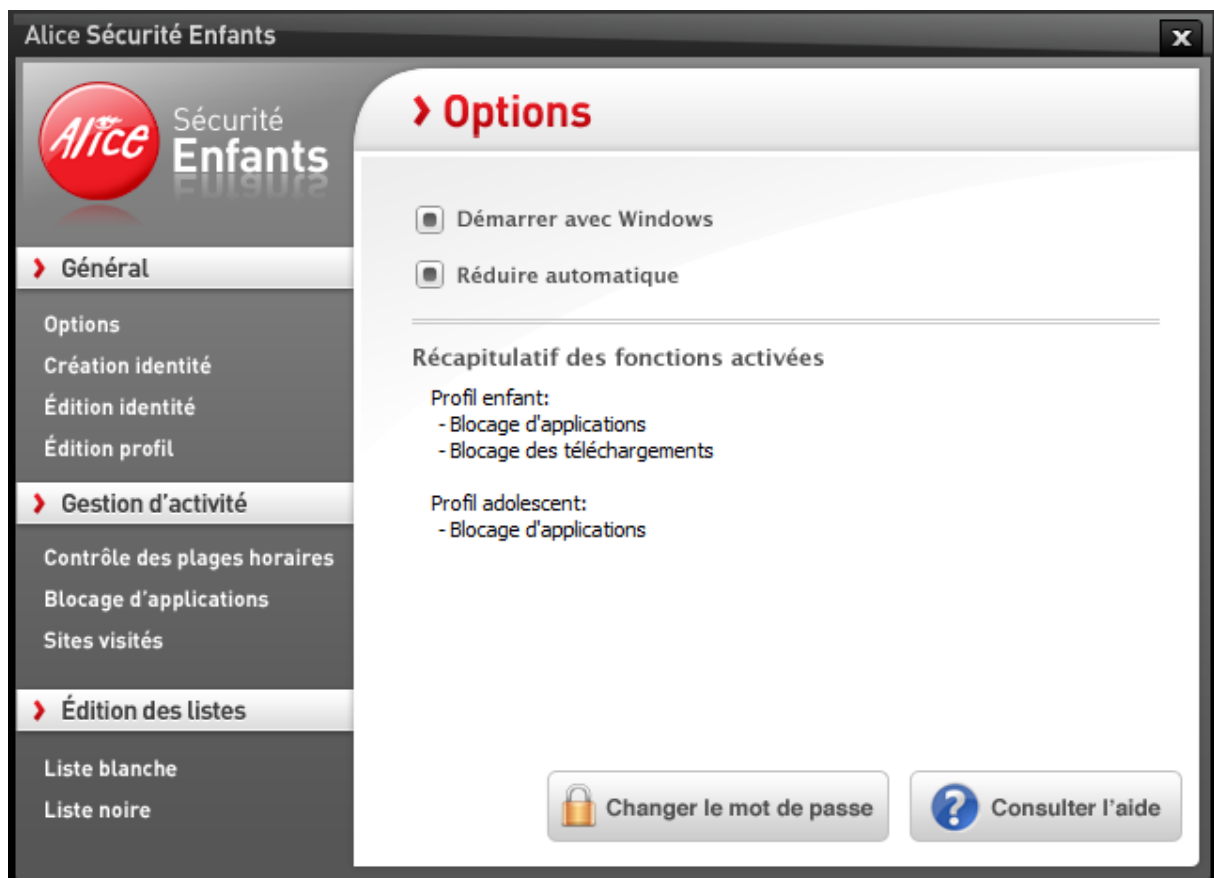 Alice Sécurité Enfants
x
Alice
Sécurité
Enfants
Général
Options
Création identité
Édition identité
Édition profil
Gestion d'activité
Contrôle des plages horaires
Blocage d'applications
Sites visités
Édition des listes
Liste blanche
Liste noire
Options
Démarrer avec Windows
Réduire automatique
Récapitulatif des fonctions activées
Profil enfant:
- Blocage d'applications
- Blocage des téléchargements
Profil adolescent:
- Blocage d'applications
Changer le mot de passe
? Consulter l'aide